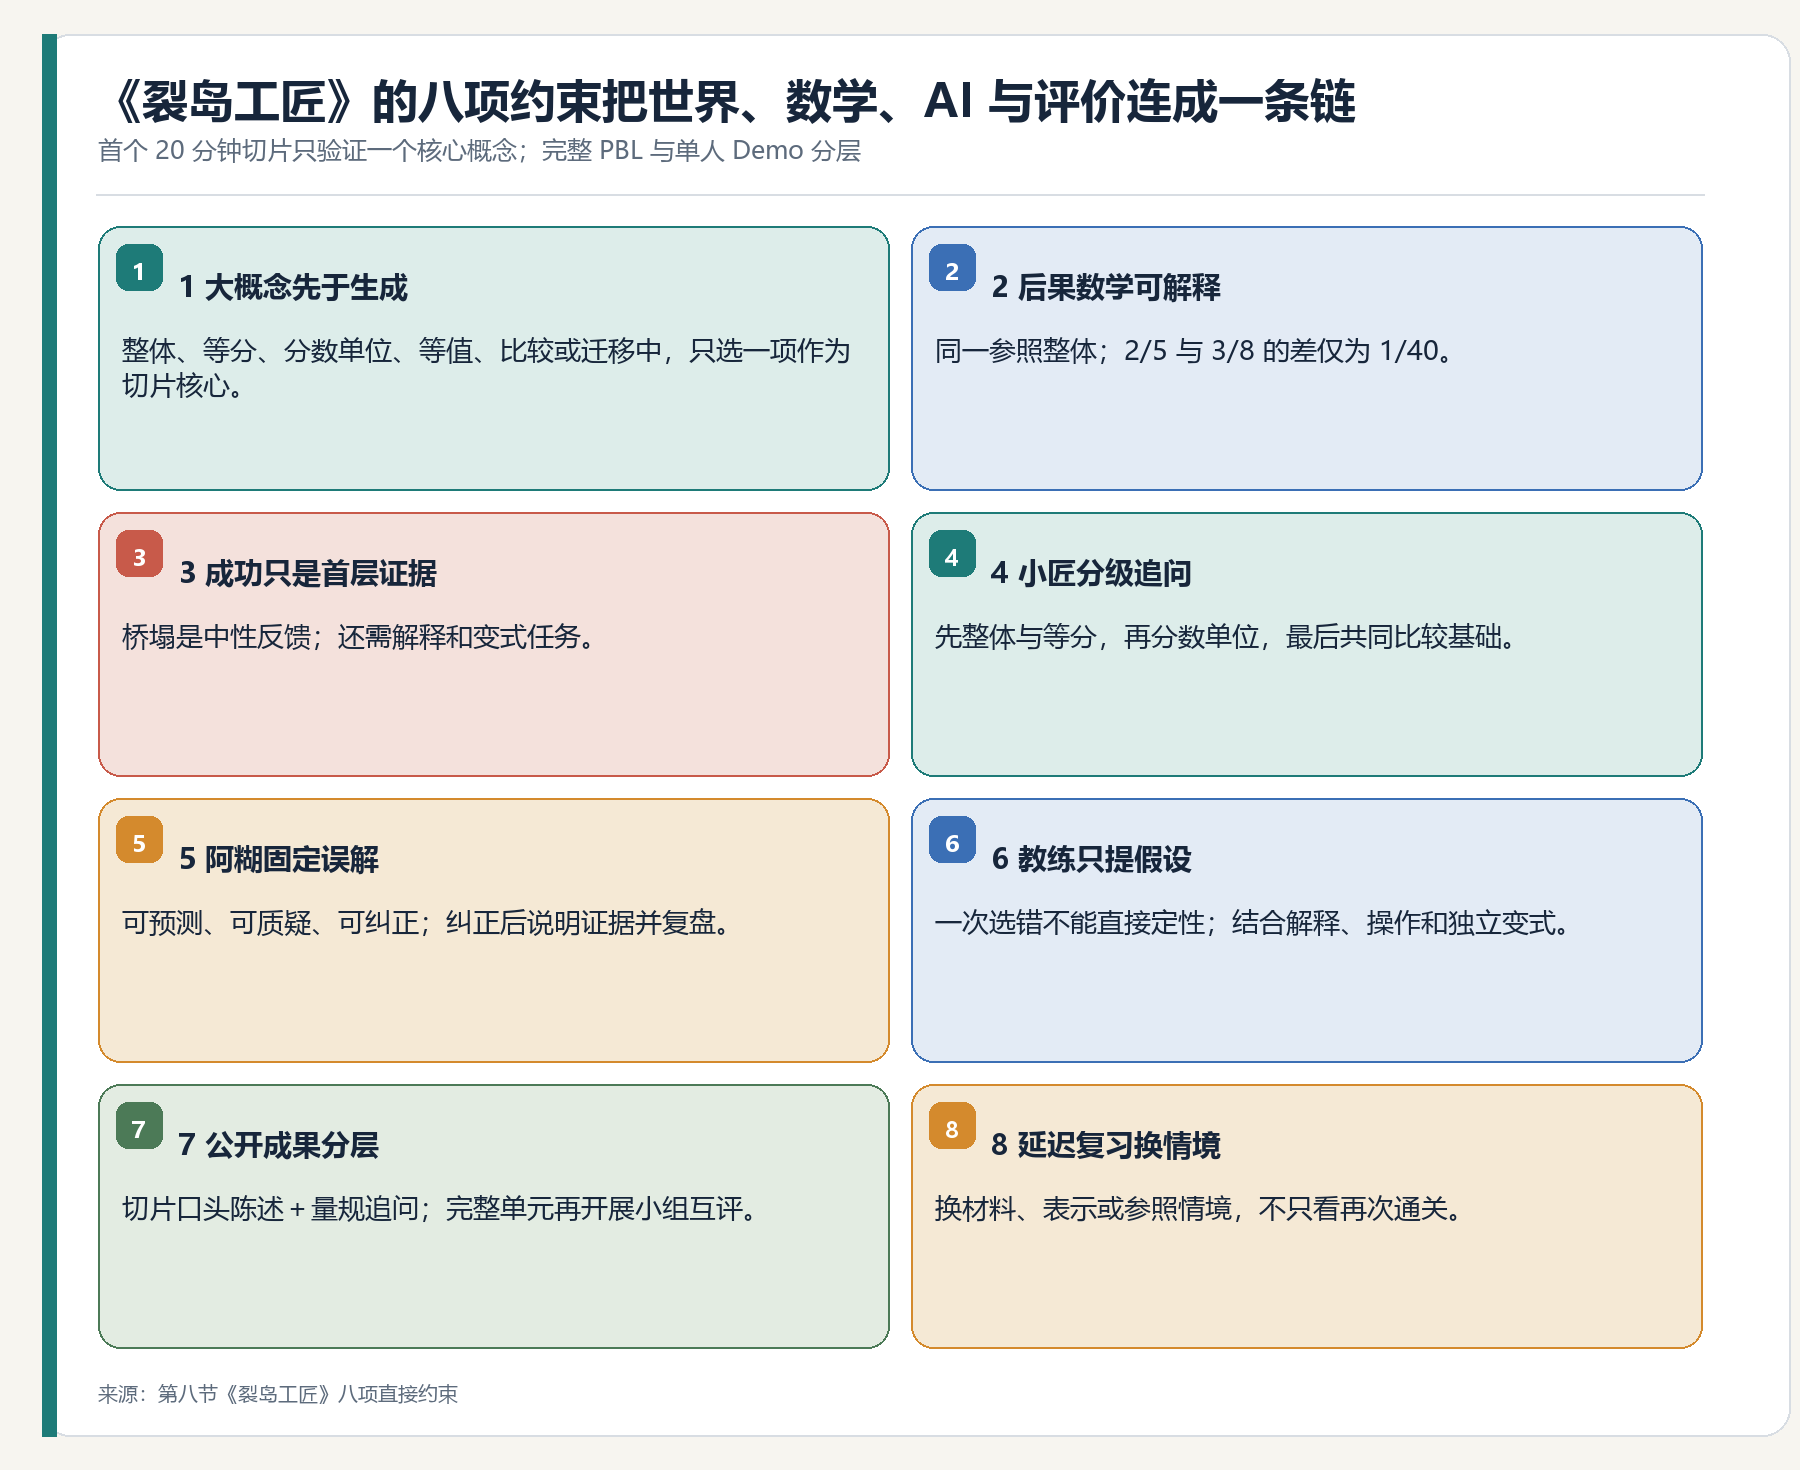 《裂岛工匠》的八项约束把世界、数学、AI 与评价连成一条链
首个 20 分钟切片只验证一个核心概念；完整 PBL 与单人 Demo 分层
1
1 大概念先于生成
整体、等分、分数单位、等值、比较或迁移中，只选一项作为
切片核心。
2
2 后果数学可解释
同一参照整体；2/5 与 3/8 的差仅为 1/40。
3
3 成功只是首层证据
桥塌是中性反馈；还需解释和变式任务。
4
4 小匠分级追问
先整体与等分，再分数单位，最后共同比较基础。
5
5 阿糊固定误解
可预测、可质疑、可纠正；纠正后说明证据并复盘。
6
6 教练只提假设
一次选错不能直接定性；结合解释、操作和独立变式。
7
7 公开成果分层
切片口头陈述 + 量规追问；完整单元再开展小组互评。
8
8 延迟复习换情境
换材料、表示或参照情境，不只看再次通关。
来源：第八节《裂岛工匠》八项直接约束